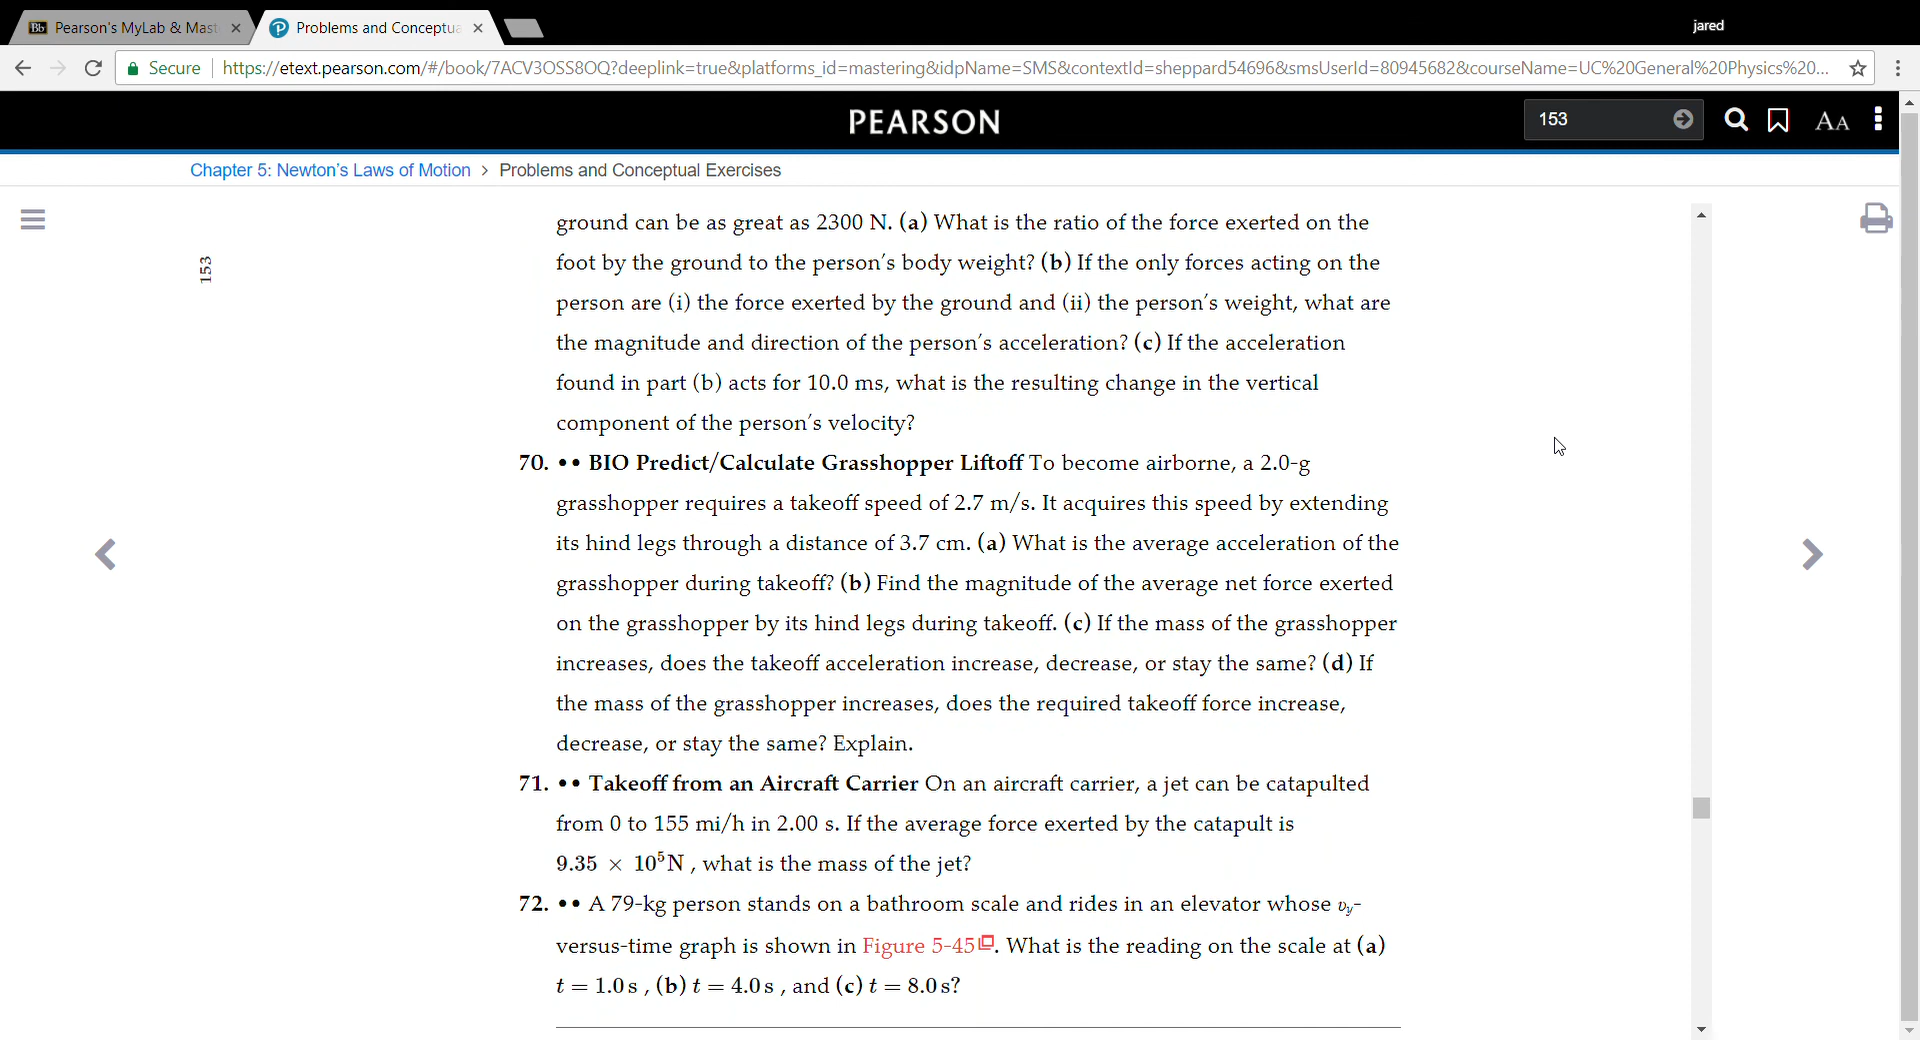 Pearson's MyLab & Mast
Problems and Conceptua
jared
Secure
https://etext.pearson.com/#/book/7ACV3OSS8OQ?deeplink=true&platforms_id=mastering&idpName=SMS&contextId=sheppard54696&smsUserId=80945682&courseName=UC%20General%20Physics%20...
PEARSON
153
AA
Chapter 5: Newton's Laws of Motion > Problems and Conceptual Exercises
153
ground can be as great as 2300 N. (a) What is the ratio of the force exerted on the
foot by the ground to the person's body weight? (b) If the only forces acting on the
person are (i) the force exerted by the ground and (ii) the person's weight, what are
the magnitude and direction of the person's acceleration? (c) If the acceleration
found in part (b) acts for 10.0 ms, what is the resulting change in the vertical
component of the person's velocity?
70. •• BIO Predict/Calculate Grasshopper Liftoff To become airborne, a 2.0-g
grasshopper requires a takeoff speed of 2.7 m/s. It acquires this speed by extending
its hind legs through a distance of 3.7 cm. (a) What is the average acceleration of the
grasshopper during takeoff? (b) Find the magnitude of the average net force exerted
on the grasshopper by its hind legs during takeoff. (c) If the mass of the grasshopper
increases, does the takeoff acceleration increase, decrease, or stay the same? (d) If
the mass of the grasshopper increases, does the required takeoff force increase,
decrease, or stay the same? Explain.
71. •• Takeoff from an Aircraft Carrier On an aircraft carrier, a jet can be catapulted
from 0 to 155 mi/h in 2.00 s. If the average force exerted by the catapult is
9.35 × 10⁵N , what is the mass of the jet?
72. •• A 79-kg person stands on a bathroom scale and rides in an elevator whose vy-
versus-time graph is shown in Figure 5-45. What is the reading on the scale at (a)
t = 1.0 s , (b) t = 4.0 s , and (c) t = 8.0 s?